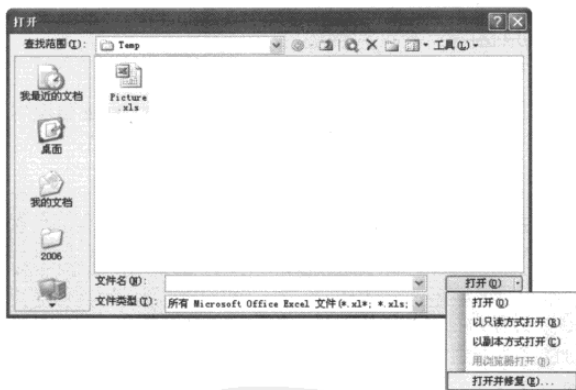 打开
查找范围(I): Temp 工具(L)
我最近的文档
桌面
我的文档
2006
Picture
.xls
文件名(N): 打开(O)
文件类型(T): 所有 Microsoft Office Excel 文件(*.xl*; *.xls;
打开(O)
以只读方式打开(R)
以副本方式打开(C)
用浏览器打开(B)
打开并修复(E)...